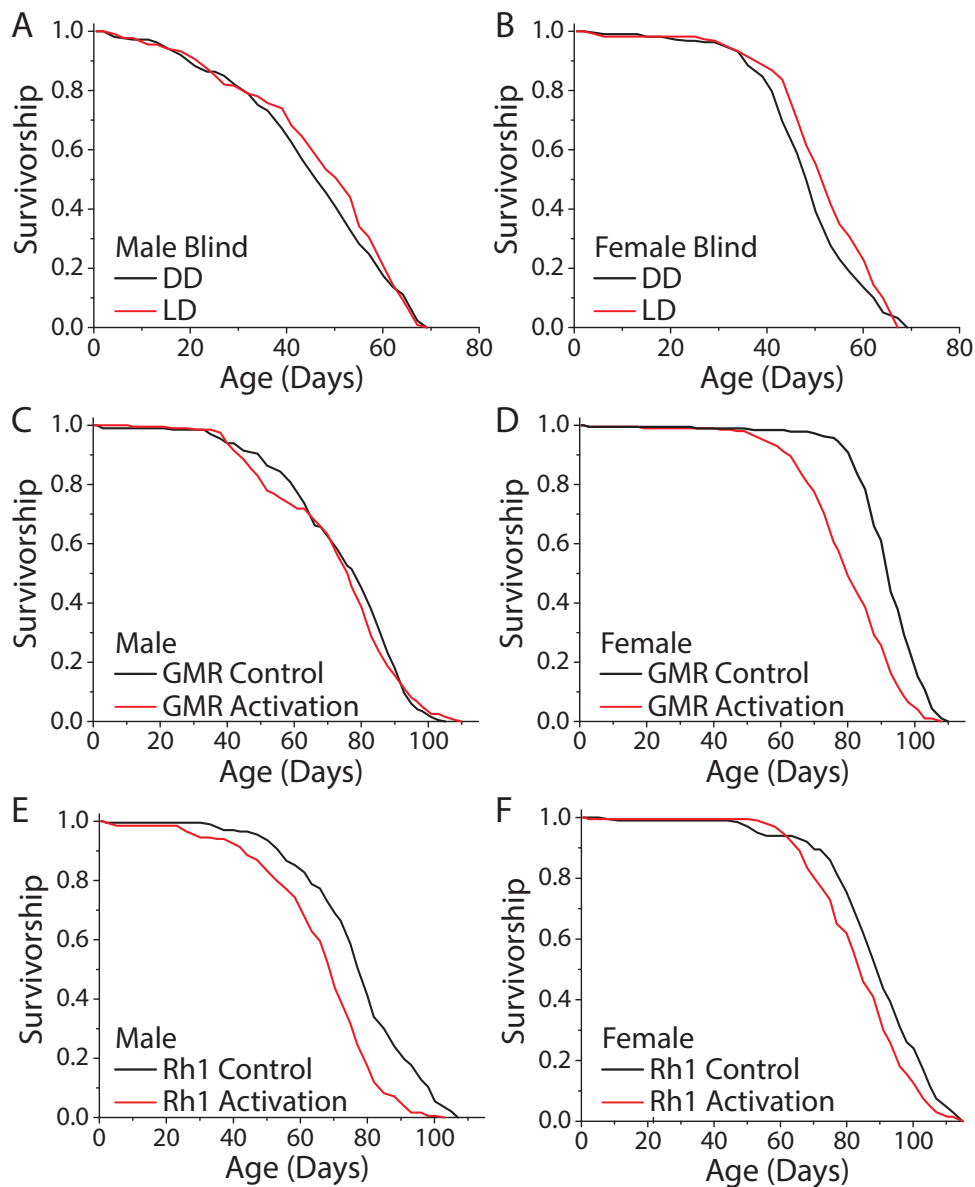 A
1.0
0.8
0.6
0.4
0.2
0.0
Survivorship
Male Blind
DD
LD
0 20 40 60 80
Age (Days)
B
1.0
0.8
0.6
0.4
0.2
0.0
Survivorship
Female Blind
DD
LD
0 20 40 60 80
Age (Days)
C
1.0
0.8
0.6
0.4
0.2
0.0
Survivorship
Male
GMR Control
GMR Activation
0 20 40 60 80 100
Age (Days)
D
1.0
0.8
0.6
0.4
0.2
0.0
Survivorship
Female
GMR Control
GMR Activation
0 20 40 60 80 100
Age (Days)
E
1.0
0.8
0.6
0.4
0.2
0.0
Survivorship
Male
Rh1 Control
Rh1 Activation
0 20 40 60 80 100
Age (Days)
F
1.0
0.8
0.6
0.4
0.2
0.0
Survivorship
Female
Rh1 Control
Rh1 Activation
0 20 40 60 80 100
Age (Days)